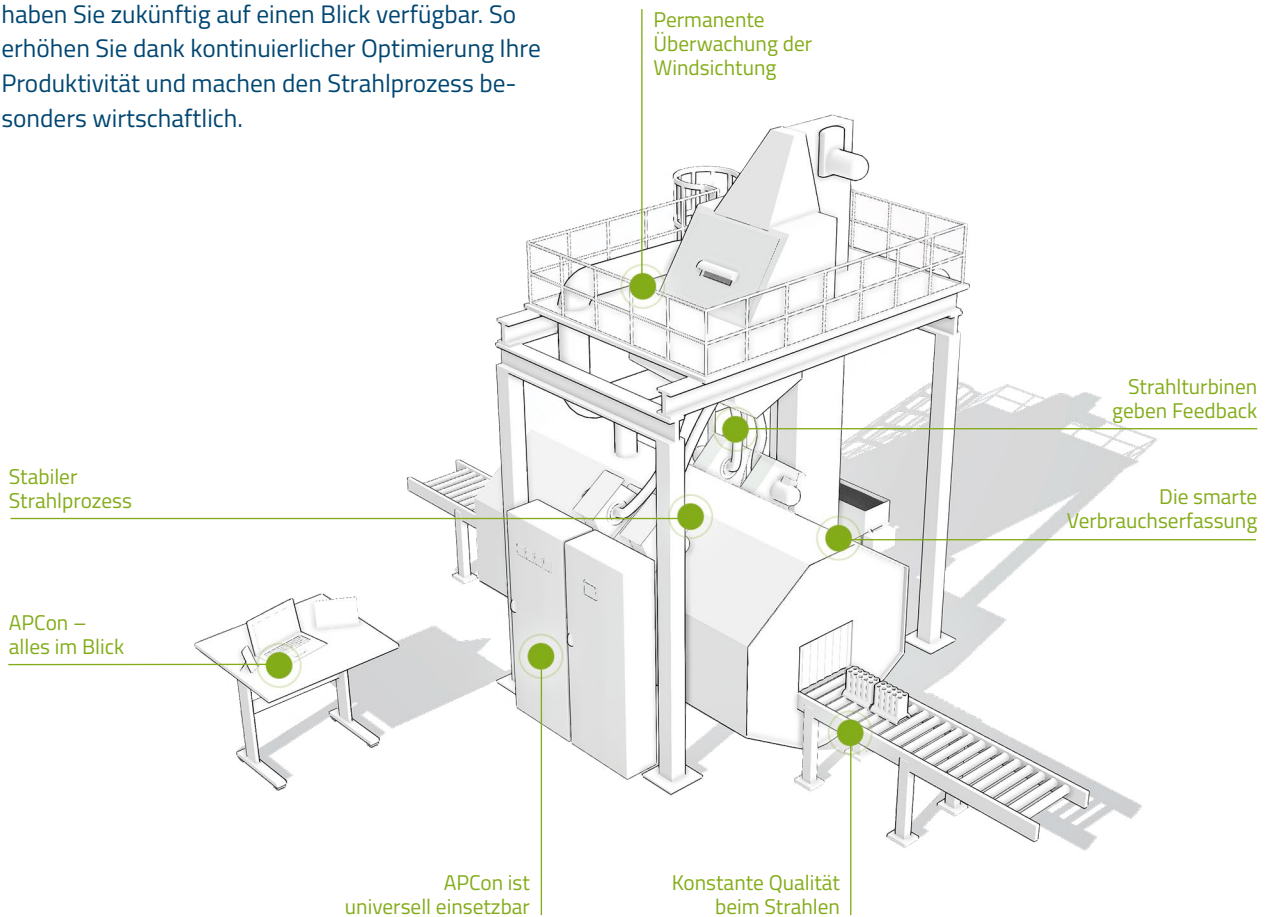 haben Sie zukünftig auf einen Blick verfügbar. So
erhöhen Sie dank kontinuierlicher Optimierung Ihre
Produktivität und machen den Strahlprozess be-
sonders wirtschaftlich.
Permanente
Überwachung der
Windsichtung
Strahlturbinen
geben Feedback
Stabiler
Strahlprozess
Die smarte
Verbrauchserfassung
APCon –
alles im Blick
APCon ist
universell einsetzbar
Konstante Qualität
beim Strahlen